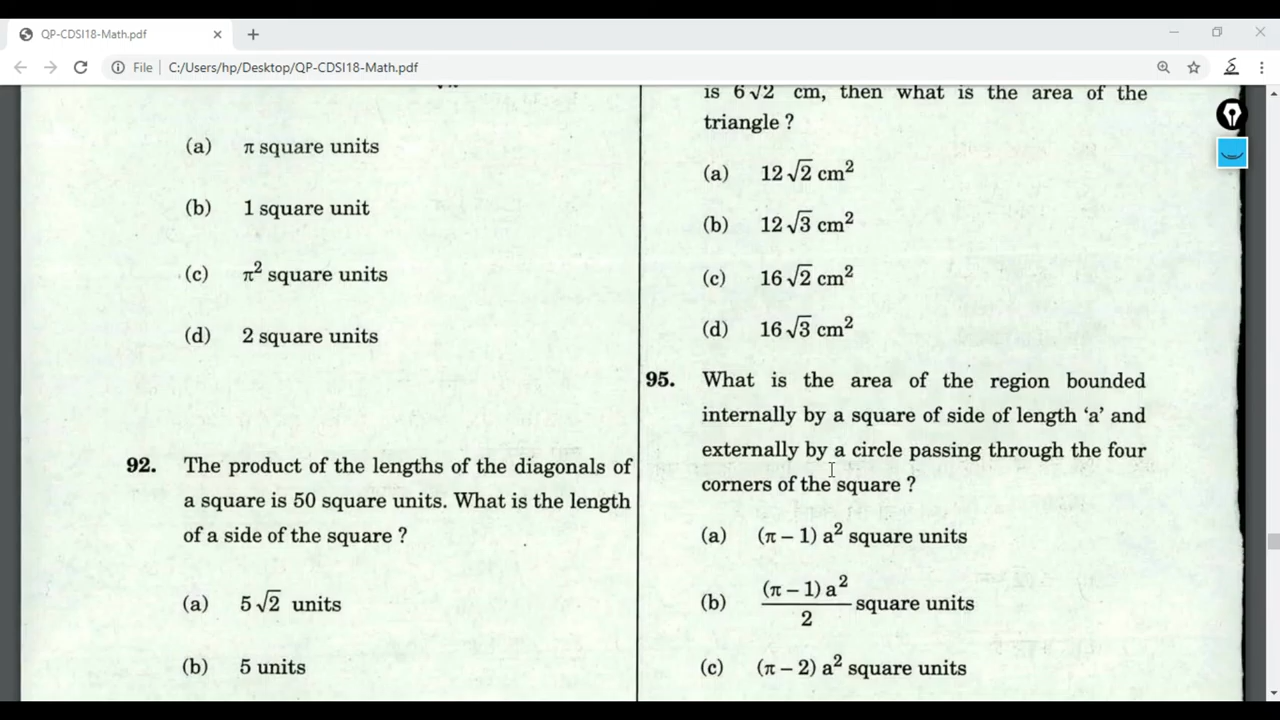 QP-CDSI18-Math.pdf
File C:/Users/hp/Desktop/QP-CDSI18-Math.pdf
(a) π square units
(b) 1 square unit
(c) π² square units
(d) 2 square units
92. The product of the lengths of the diagonals of
a square is 50 square units. What is the length
of a side of the square ?
(a) 5√2 units
(b) 5 units
is 6√2 cm, then what is the area of the
triangle ?
(a) 12√2 cm²
(b) 12√3 cm²
(c) 16√2 cm²
(d) 16√3 cm²
95. What is the area of the region bounded
internally by a square of side of length ‘a’ and
externally by a circle passing through the four
corners of the square ?
(a) (π – 1) a² square units
(b) (π – 1) a²/2 square units
(c) (π – 2) a² square units